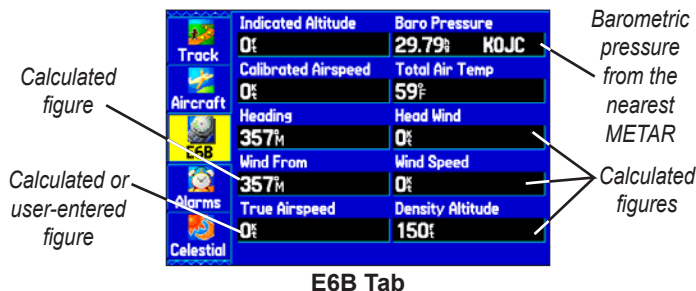 Indicated Altitude Baro Pressure
Track 0ft 29.79in KOJC
Calibrated Airspeed Total Air Temp
Aircraft 0kt 59°F
Heading Head Wind
E6B 357°M 0kt
Wind From Wind Speed
Alarms 357°M 0kt
True Airspeed Density Altitude
Celestial 0kt 150ft
Calculated
figure
Calculated or
user-entered
figure
Barometric
pressure
from the
nearest
METAR
Calculated
figures
E6B Tab